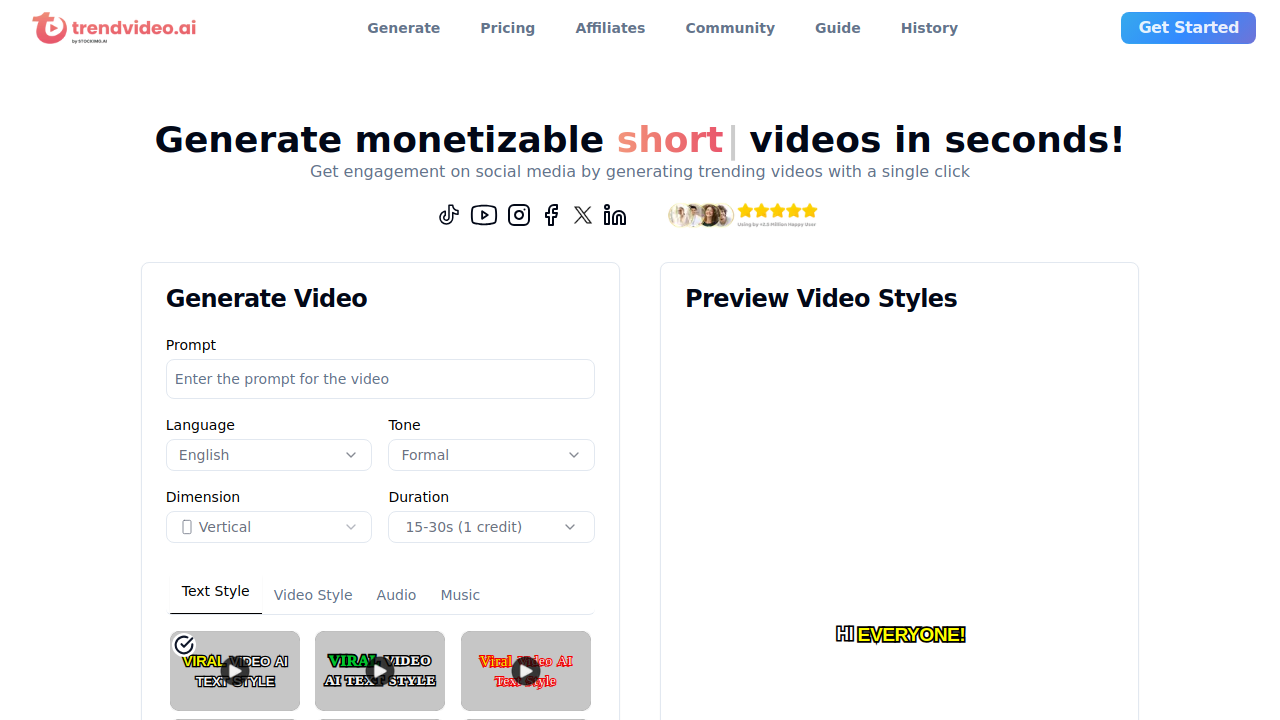 trendvideo.ai
by STOCKIMG.AI
Generate
Pricing
Affiliates
Community
Guide
History
Get Started
Generate monetizable short| videos in seconds!
Get engagement on social media by generating trending videos with a single click
Using by +2.0 Million Happy User
Generate Video
Prompt
Enter the prompt for the video
Language
Tone
English
Formal
Dimension
Duration
Vertical
15-30s (1 credit)
Text Style
Video Style
Audio
Music
VIRAL VIDEO AI
TEXT STYLE
VIRAL VIDEO
AI TEXT STYLE
Viral Video AI
Text Style
Preview Video Styles
HI EVERYONE!